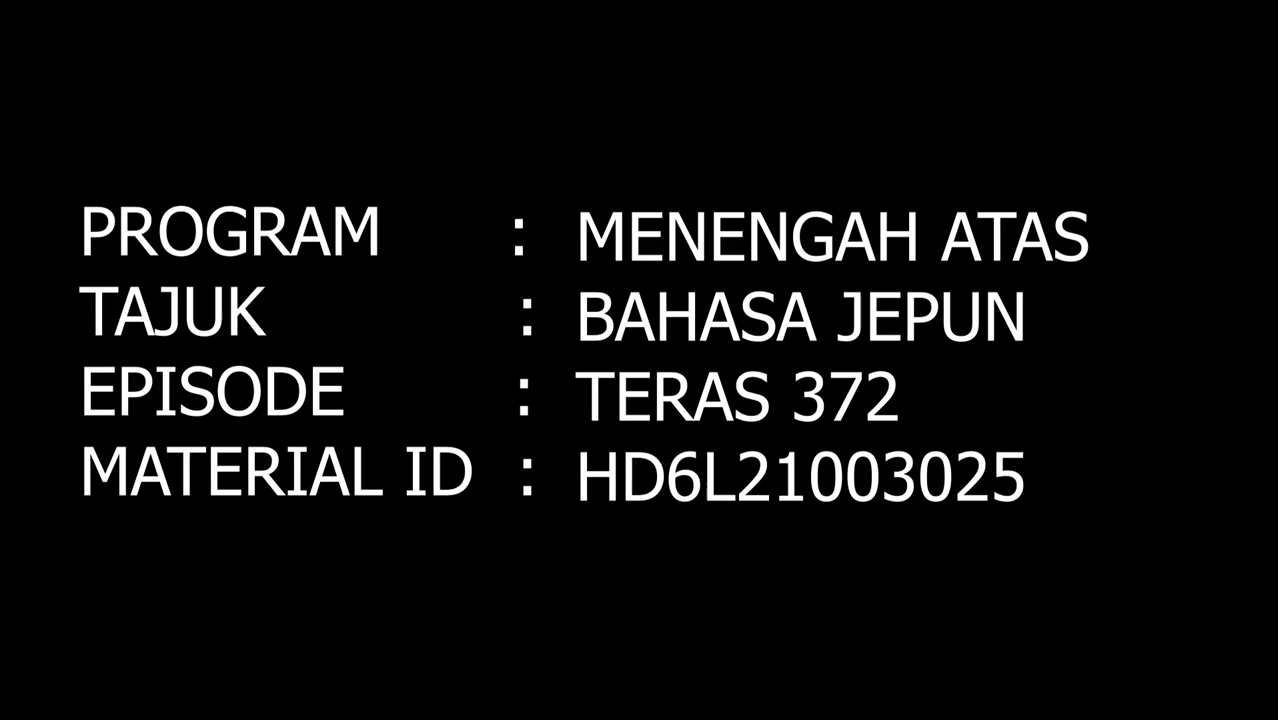 PROGRAM : MENENGAH ATAS
TAJUK : BAHASA JEPUN
EPISODE : TERAS 372
MATERIAL ID : HD6L21003025